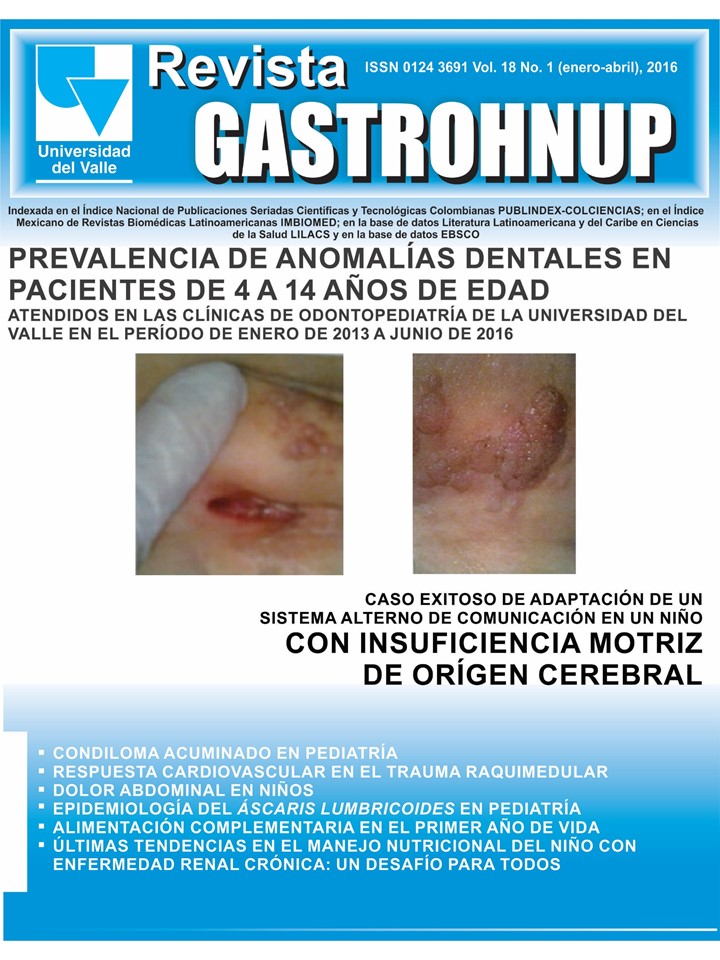 Universidad
del Valle
Revista
ISSN 0124 3691 Vol. 18 No. 1 (enero-abril), 2016
GASTROHNUP
Indexada en el Índice Nacional de Publicaciones Seriadas Científicas y Tecnológicas Colombianas PUBLINDEX-COLCIENCIAS; en el Índice
Mexicano de Revistas Biomédicas Latinoamericanas IMBIOMED; en la base de datos Literatura Latinoamericana y del Caribe en Ciencias
de la Salud LILACS y en la base de datos EBSCO
PREVALENCIA DE ANOMALÍAS DENTALES EN
PACIENTES DE 4 A 14 AÑOS DE EDAD
ATENDIDOS EN LAS CLÍNICAS DE ODONTOPEDIATRÍA DE LA UNIVERSIDAD DEL
VALLE EN EL PERÍODO DE ENERO DE 2013 A JUNIO DE 2016
CASO EXITOSO DE ADAPTACIÓN DE UN
SISTEMA ALTERNO DE COMUNICACIÓN EN UN NIÑO
CON INSUFICIENCIA MOTRIZ
DE ORÍGEN CEREBRAL
▪ CONDILOMA ACUMINADO EN PEDIATRÍA
▪ RESPUESTA CARDIOVASCULAR EN EL TRAUMA RAQUIMEDULAR
▪ DOLOR ABDOMINAL EN NIÑOS
▪ EPIDEMIOLOGÍA DEL ÁSCARIS LUMBRICOIDES EN PEDIATRÍA
▪ ALIMENTACIÓN COMPLEMENTARIA EN EL PRIMER AÑO DE VIDA
▪ ÚLTIMAS TENDENCIAS EN EL MANEJO NUTRICIONAL DEL NIÑO CON
ENFERMEDAD RENAL CRÓNICA: UN DESAFÍO PARA TODOS